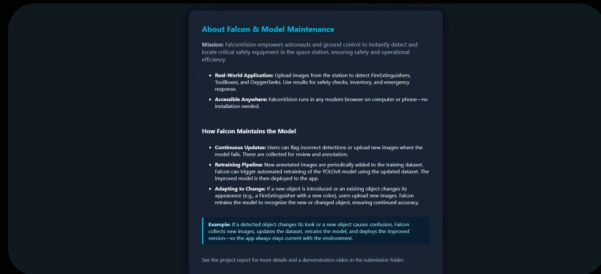 About Falcon & Model Maintenance
Mission: FalconVision empowers astronauts and ground control to instantly detect and
locate critical safety equipment in the space station, ensuring safety and operational
efficiency.
• Real-World Application: Upload images from the station to detect FireExtinguishers,
ToolBoxes, and OxygenTanks. Use results for safety checks, inventory, and emergency
response.
• Accessible Anywhere: FalconVision runs in any modern browser on computer or phone—no
installation needed.
How Falcon Maintains the Model
• Continuous Updates: Users can flag incorrect detections or upload new images where the
model fails. These are collected for review and annotation.
• Retraining Pipeline: New annotated images are periodically added to the training dataset.
Falcon can trigger automated retraining of the YOLOv8 model using the updated dataset. The
improved model is then deployed to the app.
• Adapting to Change: If a new object is introduced or an existing object changes its
appearance (e.g., a FireExtinguisher with a new color), users upload new images. Falcon
retrains the model to recognize the new or changed object, ensuring continued accuracy.
Example: If a detected object changes its look or a new object causes confusion, Falcon
collects new images, updates the dataset, retrains the model, and deploys the improved
version—so the app always stays current with the environment.
See the project report for more details and a demonstration video in the submission folder.